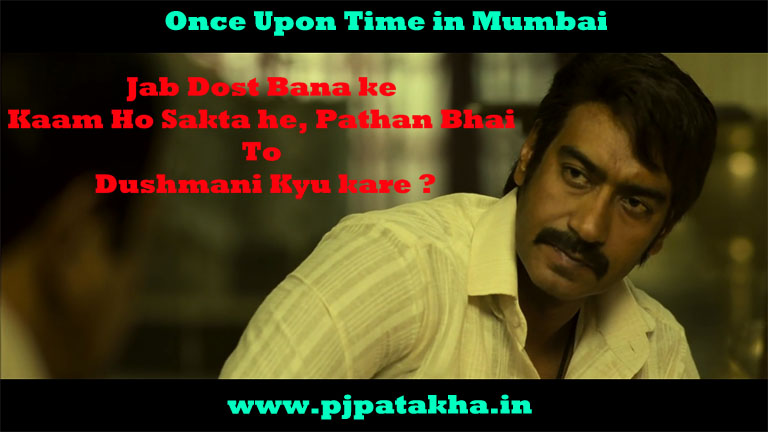 Once Upon Time in Mumbai
Jab Dost Bana ke
Kaam Ho Sakta he, Pathan Bhai
To
Dushmani Kyu kare ?
www.pjpatakha.in